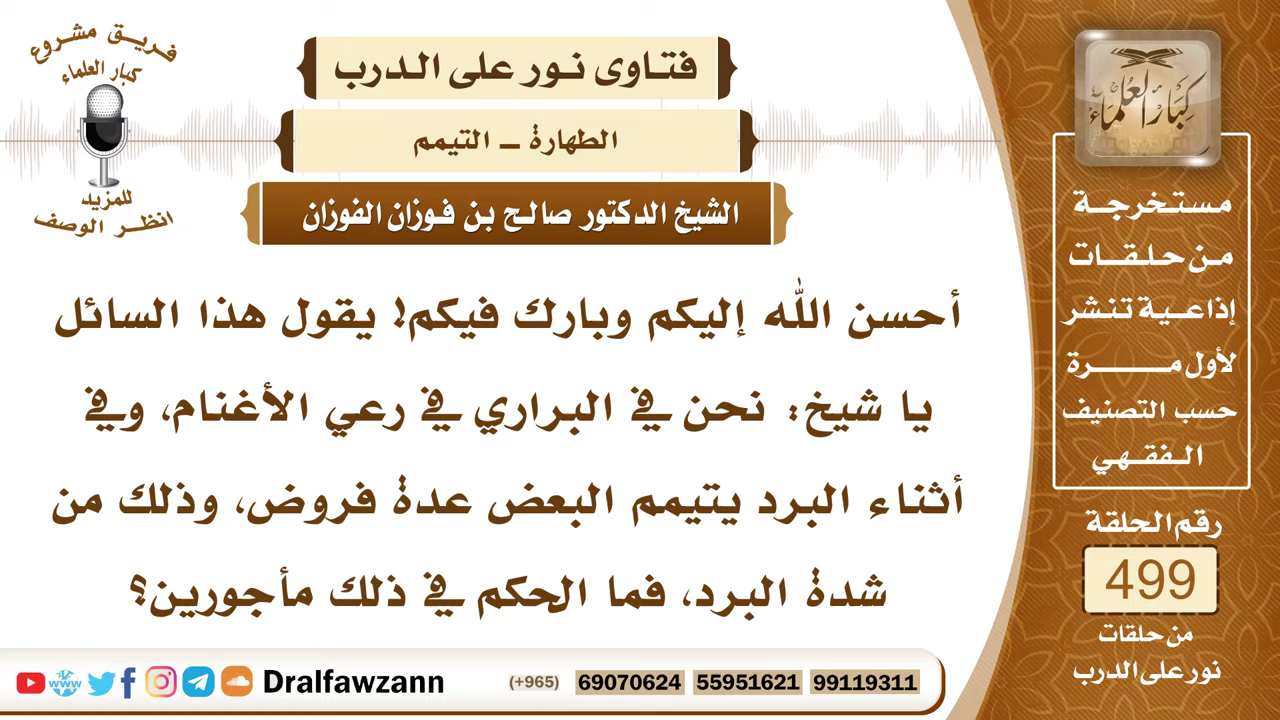 فريق مشروع
كبار العلماء
للمزيد
انظر الوصف
فتاوى نور على الدرب
الطهارة – التيمم
الشيخ الدكتور صالح بن فوزان الفوزان
أحسن الله إليكم وبارك فيكم! يقول هذا السائل
يا شيخ: نحن في البراري في رعي الأغنام، وفي
أثناء البرد يتيمم البعض عدة فروض، وذلك من
شدة البرد، فما الحكم في ذلك مأجورين؟
كبار العلماء
مستخرجة
من حلقات
إذاعية تنشر
لأول مرة
حسب التصنيف
الفقهي
رقم الحلقة
499
من حلقات
نور على الدرب
www
Dralfawzann
(+965) 69070624 55951621 99119311